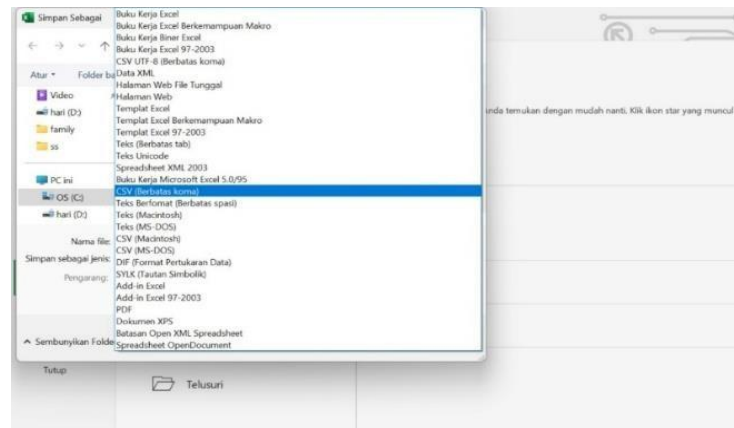 Simpan Sebagai
Buku Kerja Excel
Buku Kerja Excel Berkemampuan Makro
Buku Kerja Biner Excel
Buku Kerja Excel 97-2003
CSV UTF-8 (Berbatas koma)
Data XML
Halaman Web File Tunggal
Halaman Web
Templat Excel
Templat Excel Berkemampuan Makro
Templat Excel 97-2003
Teks (Berbatas tab)
Teks Unicode
Spreadsheet XML 2003
Buku Kerja Microsoft Excel 5.0/95
CSV (Berbatas koma)
Teks Berfomat (Berbatas spasi)
Teks (Macintosh)
Teks (MS-DOS)
CSV (Macintosh)
CSV (MS-DOS)
DIF (Format Pertukaran Data)
SYLK (Tautan Simbolik)
Add-in Excel
Add-in Excel 97-2003
PDF
Dokumen XPS
Batasan Open XML Spreadsheet
Spreadsheet OpenDocument
Atur
Folder ba
Video
hari (D:)
family
ss
PC ini
OS (C:)
hari (D:)
Nama file:
Simpan sebagai jenis:
Pengarang:
Sembunyikan Folde
Tutup
Telusuri
nda temukan dengan mudah nanti. Klik ikon star yang muncul